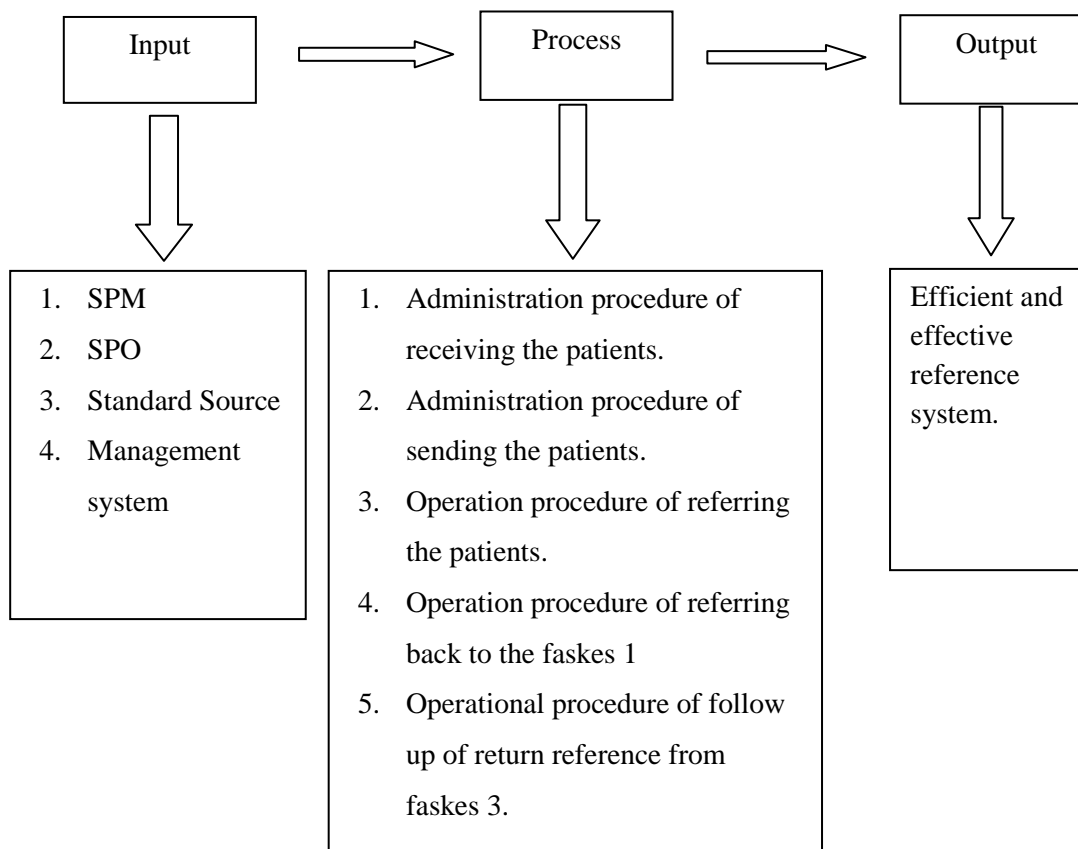 Input
Process
Output
1. SPM
2. SPO
3. Standard Source
4. Management
system
1. Administration procedure of
receiving the patients.
2. Administration procedure of
sending the patients.
3. Operation procedure of referring
the patients.
4. Operation procedure of referring
back to the faskes 1
5. Operational procedure of follow
up of return reference from
faskes 3.
Efficient and
effective
reference
system.